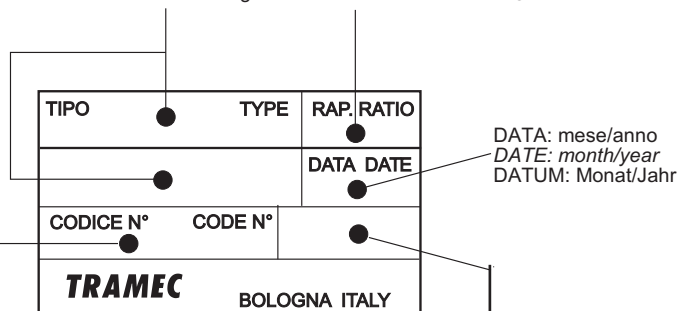 TIPO TYPE RAP. RATIO
DATA: mese/anno
DATE: month/year
DATUM: Monat/Jahr
DATA DATE
CODICE N° CODE N°
TRAMEC
BOLOGNA ITALY